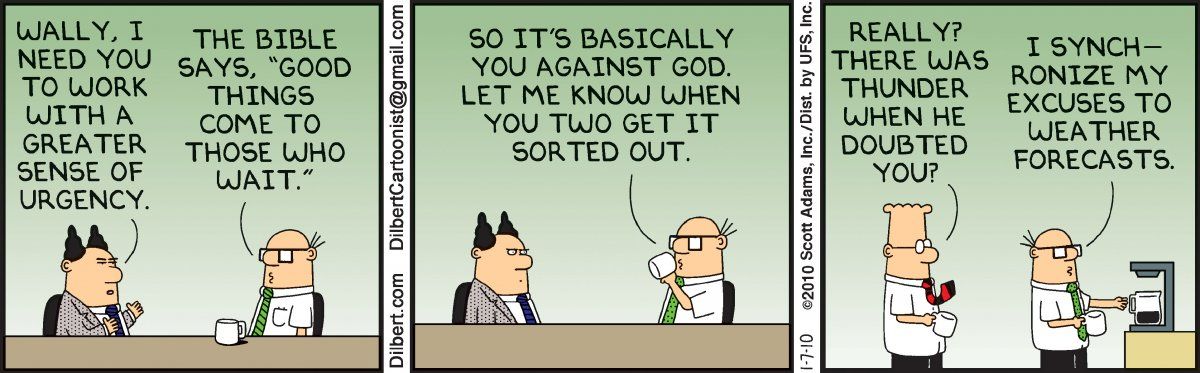 WALLY, I
NEED YOU
TO WORK
WITH A
GREATER
SENSE OF
URGENCY.
THE BIBLE
SAYS, "GOOD
THINGS
COME TO
THOSE WHO
WAIT."
Dilbert.com DilbertCartoonist@gmail.com
SO IT'S BASICALLY
YOU AGAINST GOD.
LET ME KNOW WHEN
YOU TWO GET IT
SORTED OUT.
1-7-10 ©2010 Scott Adams, Inc./Dist. by UFS, Inc.
REALLY?
THERE WAS
THUNDER
WHEN HE
DOUBTED
YOU?
I SYNCH-
RONIZE MY
EXCUSES TO
WEATHER
FORECASTS.